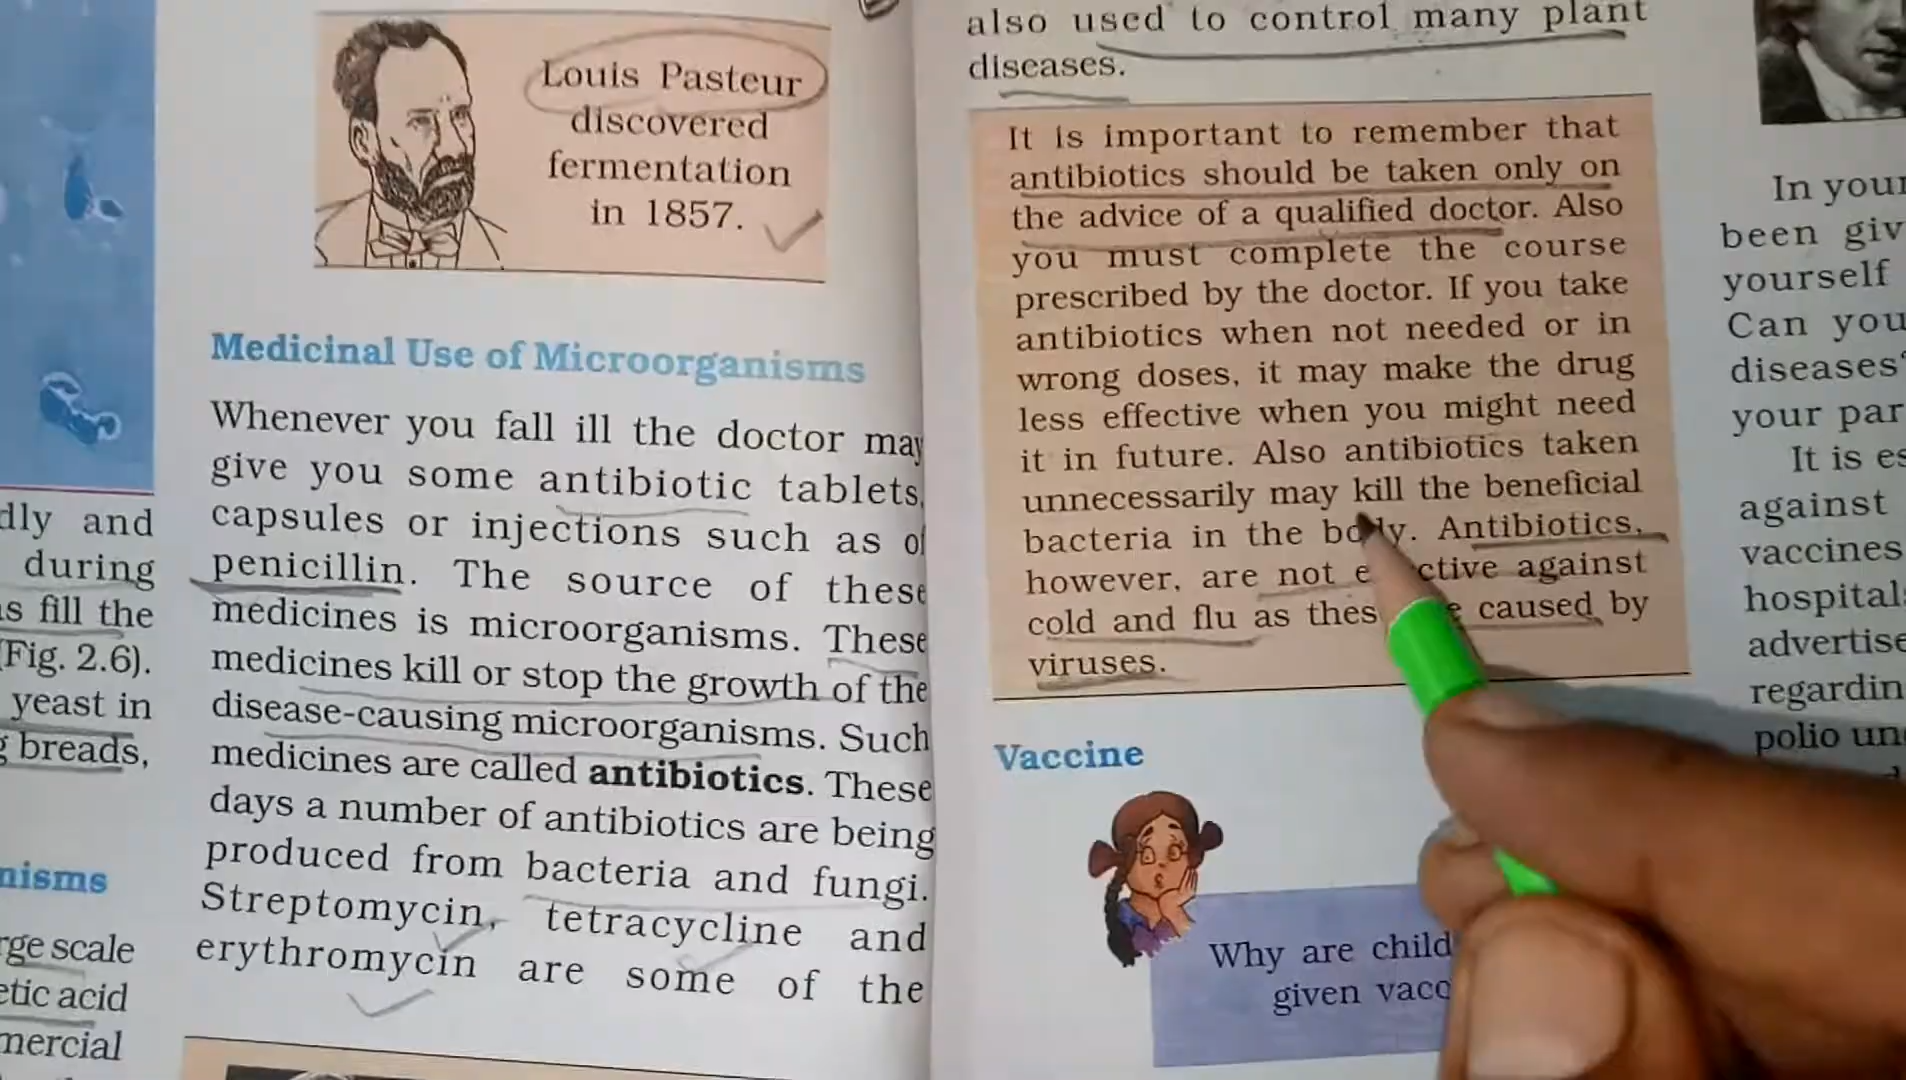 dly and
during
s fill the
(Fig. 2.6).
yeast in
breads,
nisms
rge scale
etic acid
mercial
Louis Pasteur
discovered
fermentation
in 1857.
Medicinal Use of Microorganisms
Whenever you fall ill the doctor may
give you some antibiotic tablets,
capsules or injections such as of
penicillin. The source of these
medicines is microorganisms. These
medicines kill or stop the growth of the
disease-causing microorganisms. Such
medicines are called antibiotics. These
days a number of antibiotics are being
produced from bacteria and fungi.
Streptomycin, tetracycline and
erythromycin are some of the
also used to control many plant
diseases.
It is important to remember that
antibiotics should be taken only on
the advice of a qualified doctor. Also
you must complete the course
prescribed by the doctor. If you take
antibiotics when not needed or in
wrong doses, it may make the drug
less effective when you might need
it in future. Also antibiotics taken
unnecessarily may kill the beneficial
bacteria in the body. Antibiotics,
however, are not e ctive against
cold and flu as thes e caused by
viruses.
Vaccine
Why are child
given vacc
In your
been giv
yourself
Can you
diseases?
your par
It is es
against
vaccines
hospital
advertise
regardin
polio un